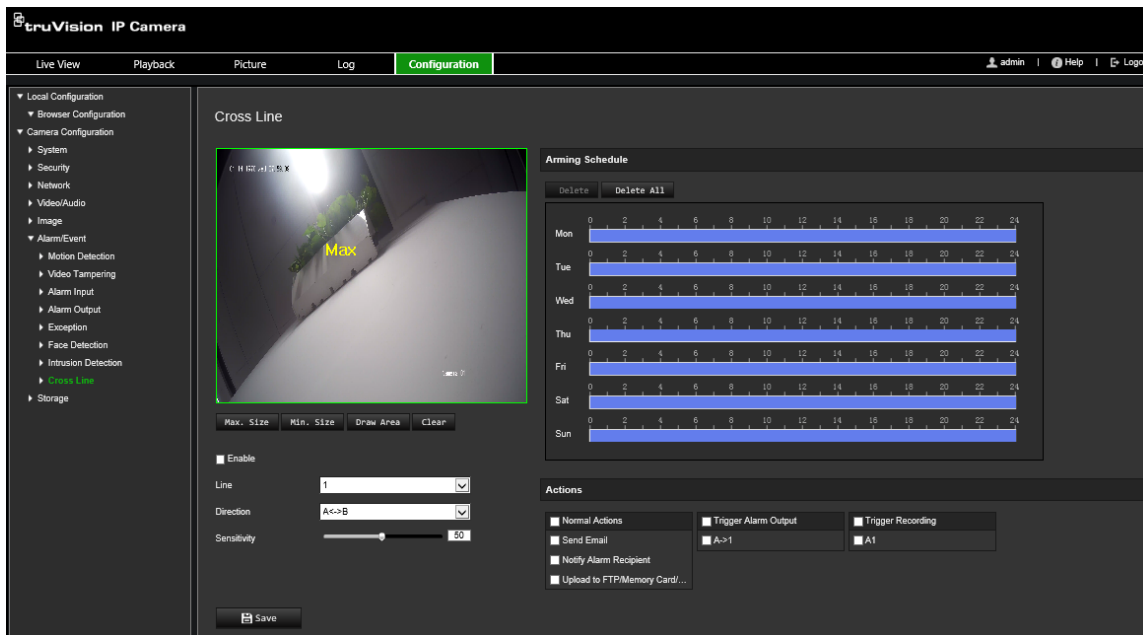 truVision IP Camera
Live View Playback Picture Log Configuration admin | Help | Logo
Local Configuration
Browser Configuration
Camera Configuration
System
Security
Network
Video/Audio
Image
Alarm/Event
Motion Detection
Video Tampering
Alarm Input
Alarm Output
Exception
Face Detection
Intrusion Detection
Cross Line
Storage
Cross Line
Max
Max. Size Min. Size Draw Area Clear
Enable
Line 1
Direction A<->B
Sensitivity 50
Save
Arming Schedule
Delete Delete All
0 2 4 6 8 10 12 14 16 18 20 22 24
Mon
0 2 4 6 8 10 12 14 16 18 20 22 24
Tue
0 2 4 6 8 10 12 14 16 18 20 22 24
Wed
0 2 4 6 8 10 12 14 16 18 20 22 24
Thu
0 2 4 6 8 10 12 14 16 18 20 22 24
Fri
0 2 4 6 8 10 12 14 16 18 20 22 24
Sat
0 2 4 6 8 10 12 14 16 18 20 22 24
Sun
Actions
Normal Actions Trigger Alarm Output Trigger Recording
Send Email A->1 A1
Notify Alarm Recipient
Upload to FTP/Memory Card/...